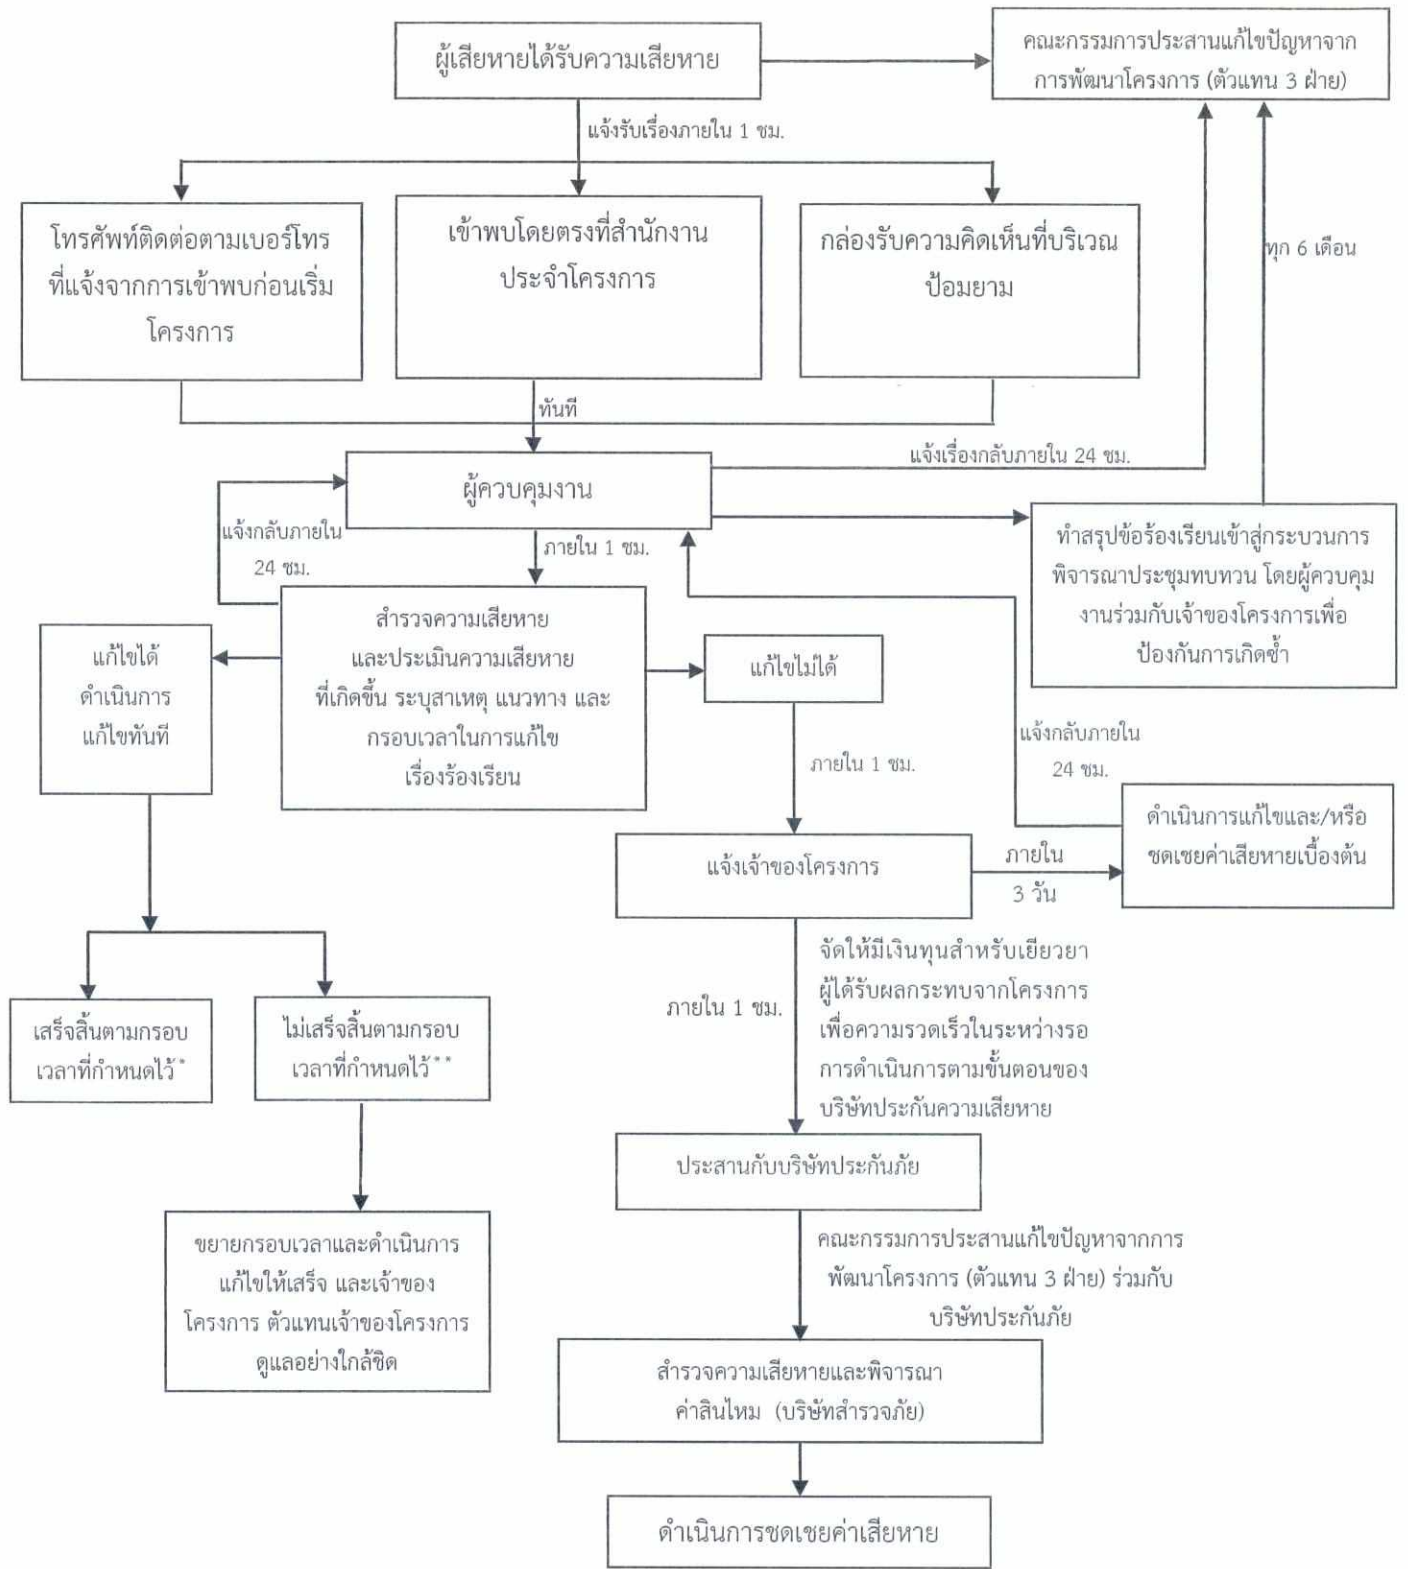 ผู้เสียหายได้รับความเสียหาย
คณะกรรมการประสานแก้ไขปัญหาจาก
การพัฒนาโครงการ (ตัวแทน 3 ฝ่าย)
แจ้งรับเรื่องภายใน 1 ชม.
โทรศัพท์ติดต่อตามเบอร์โทร
ที่แจ้งจากการเข้าพบก่อนเริ่ม
โครงการ
เข้าพบโดยตรงที่สำนักงาน
ประจำโครงการ
กล่องรับความคิดเห็นที่บริเวณ
ป้อมยาม
ทุก 6 เดือน
ทันที
แจ้งเรื่องกลับภายใน 24 ชม.
ผู้ควบคุมงาน
แจ้งกลับภายใน
24 ชม.
ภายใน 1 ชม.
ทำสรุปข้อร้องเรียนเข้าสู่กระบวนการ
พิจารณาประชุมทบทวน โดยผู้ควบคุม
งานร่วมกับเจ้าของโครงการเพื่อ
ป้องกันการเกิดซ้ำ
แก้ไขได้
ดำเนินการ
แก้ไขทันที
สำรวจความเสียหาย
และประเมินความเสียหาย
ที่เกิดขึ้น ระบุสาเหตุ แนวทาง และ
กรอบเวลาในการแก้ไข
เรื่องร้องเรียน
แก้ไขไม่ได้
ภายใน 1 ชม.
แจ้งกลับภายใน
24 ชม.
แจ้งเจ้าของโครงการ
ภายใน
3 วัน
ดำเนินการแก้ไขและ/หรือ
ชดเชยค่าเสียหายเบื้องต้น
ภายใน 1 ชม.
จัดให้มีเงินทุนสำหรับเยียวยา
ผู้ได้รับผลกระทบจากโครงการ
เพื่อความรวดเร็วในระหว่างรอ
การดำเนินการตามขั้นตอนของ
บริษัทประกันความเสียหาย
เสร็จสิ้นตามกรอบ
เวลาที่กำหนดไว้*
ไม่เสร็จสิ้นตามกรอบ
เวลาที่กำหนดไว้**
ประสานกับบริษัทประกันภัย
ขยายกรอบเวลาและดำเนินการ
แก้ไขให้เสร็จ และเจ้าของ
โครงการ ตัวแทนเจ้าของโครงการ
ดูแลอย่างใกล้ชิด
คณะกรรมการประสานแก้ไขปัญหาจากการ
พัฒนาโครงการ (ตัวแทน 3 ฝ่าย) ร่วมกับ
บริษัทประกันภัย
สำรวจความเสียหายและพิจารณา
ค่าสินไหม (บริษัทสำรวจภัย)
ดำเนินการชดเชยค่าเสียหาย